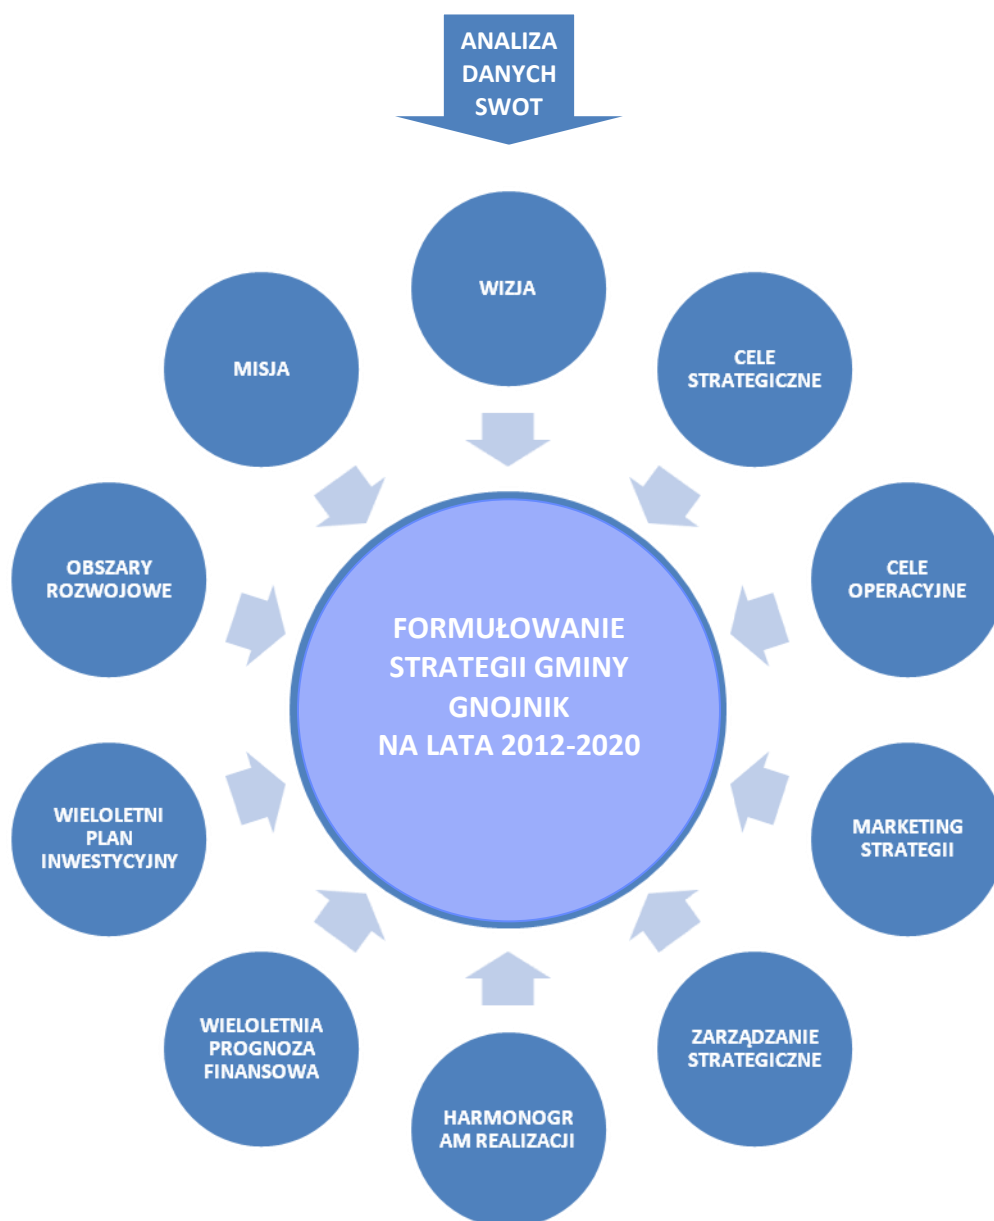 ANALIZA
DANYCH
SWOT
WIZJA
CELE
STRATEGICZNE
CELE
OPERACYJNE
MARKETING
STRATEGII
ZARZĄDZANIE
STRATEGICZNE
HARMONOGR
AM REALIZACJI
WIELOLETNIA
PROGNOZA
FINANSOWA
WIELOLETNI
PLAN
INWESTYCYJNY
OBSZARY
ROZWOJOWE
MISJA
FORMUŁOWANIE
STRATEGII GMINY
GNOJNIK
NA LATA 2012-2020